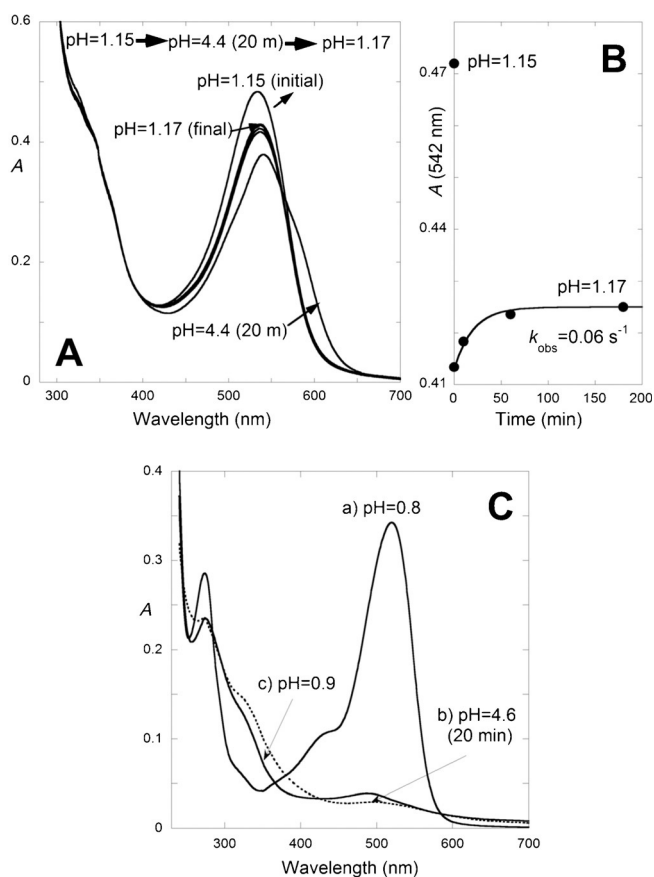 pH=1.15 pH=4.4 (20 m) pH=1.17
pH=1.15 (initial)
pH=1.17 (final)
pH=4.4 (20 m)
A
0.6
0.4
A
0.2
0
300 400 500 600 700
Wavelength (nm)
B
pH=1.15
pH=1.17
k obs=0.06 s-1
0.47
0.44
0.41
A (542 nm)
0 50 100 150 200
Time (min)
C
a) pH=0.8
c) pH=0.9
b) pH=4.6
(20 min)
0.4
0.3
A
0.2
0.1
0
300 400 500 600 700
Wavelength (nm)